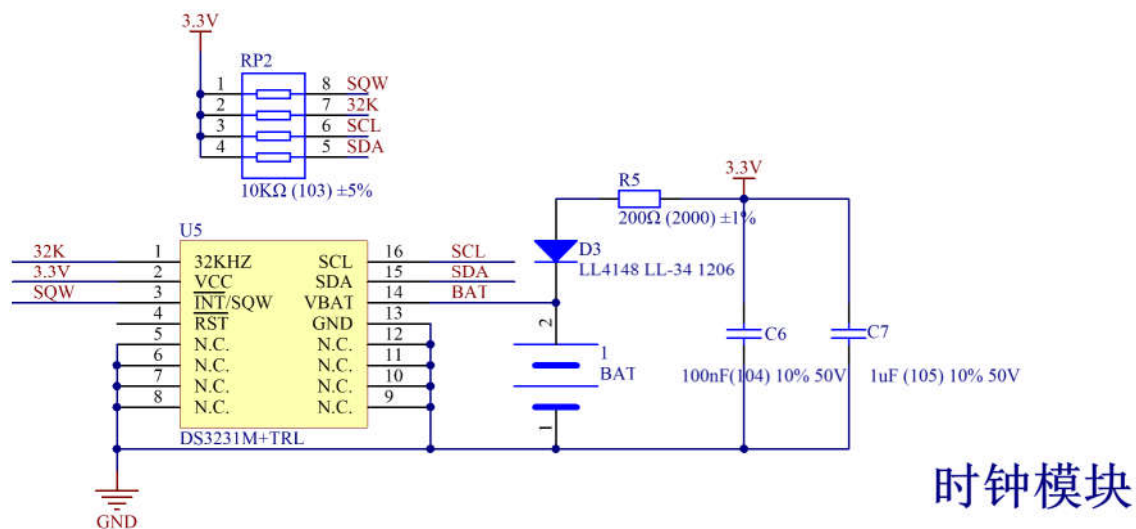 3.3V
RP2
1 8 SQW
2 7 32K
3 6 SCL
4 5 SDA
10KΩ (103) ±5%
3.3V
R5
200Ω (2000) ±1%
D3
LL4148 LL-34 1206
U5
32K 1 32KHZ SCL 16 SCL
3.3V 2 VCC SDA 15 SDA
SQW 3 INT/SQW VBAT 14 BAT
4 RST GND 13
5 N.C. N.C. 12
6 N.C. N.C. 11
7 N.C. N.C. 10
8 N.C. N.C. 9
DS3231M+TRL
2
1
BAT
1
C6
100nF(104) 10% 50V
C7
1uF (105) 10% 50V
GND
时钟模块